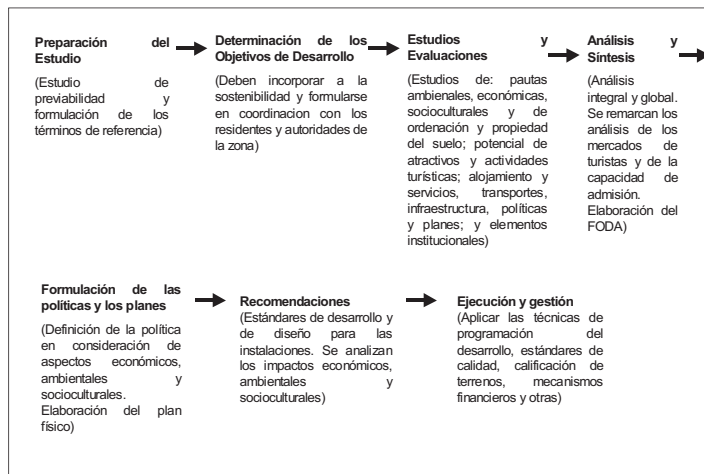 Preparación del
Estudio
(Estudio de
previabilidad y
formulación de los
términos de referencia)
Determinación de los
Objetivos de Desarrollo
(Deben incorporar a la
sostenibilidad y formularse
en coordinacion con los
residentes y autoridades de
la zona)
Estudios y
Evaluaciones
(Estudios de: pautas
ambienales, económicas,
socioculturales y de
ordenación y propiedad
del suelo; potencial de
atractivos y actividades
turísticas; alojamiento y
servicios, transportes,
infraestructura, políticas
y planes; y elementos
institucionales)
Análisis y
Síntesis
(Análisis
integral y global.
Se remarcan los
análisis de los
mercados de
turistas y de la
capacidad de
admisión.
Elaboración del
FODA)
Formulación de las
políticas y los planes
(Definición de la política
en consideración de
aspectos económicos,
ambientales y
socioculturales.
Elaboración del plan
físico)
Recomendaciones
(Estándares de desarrollo y
de diseño para las
instalaciones. Se analizan
los impactos económicos,
ambientales y
socioculturales)
Ejecución y gestión
(Aplicar las técnicas de
programación del
desarrollo, estándares de
calidad, calificación de
terrenos, mecanismos
financieros y otras)